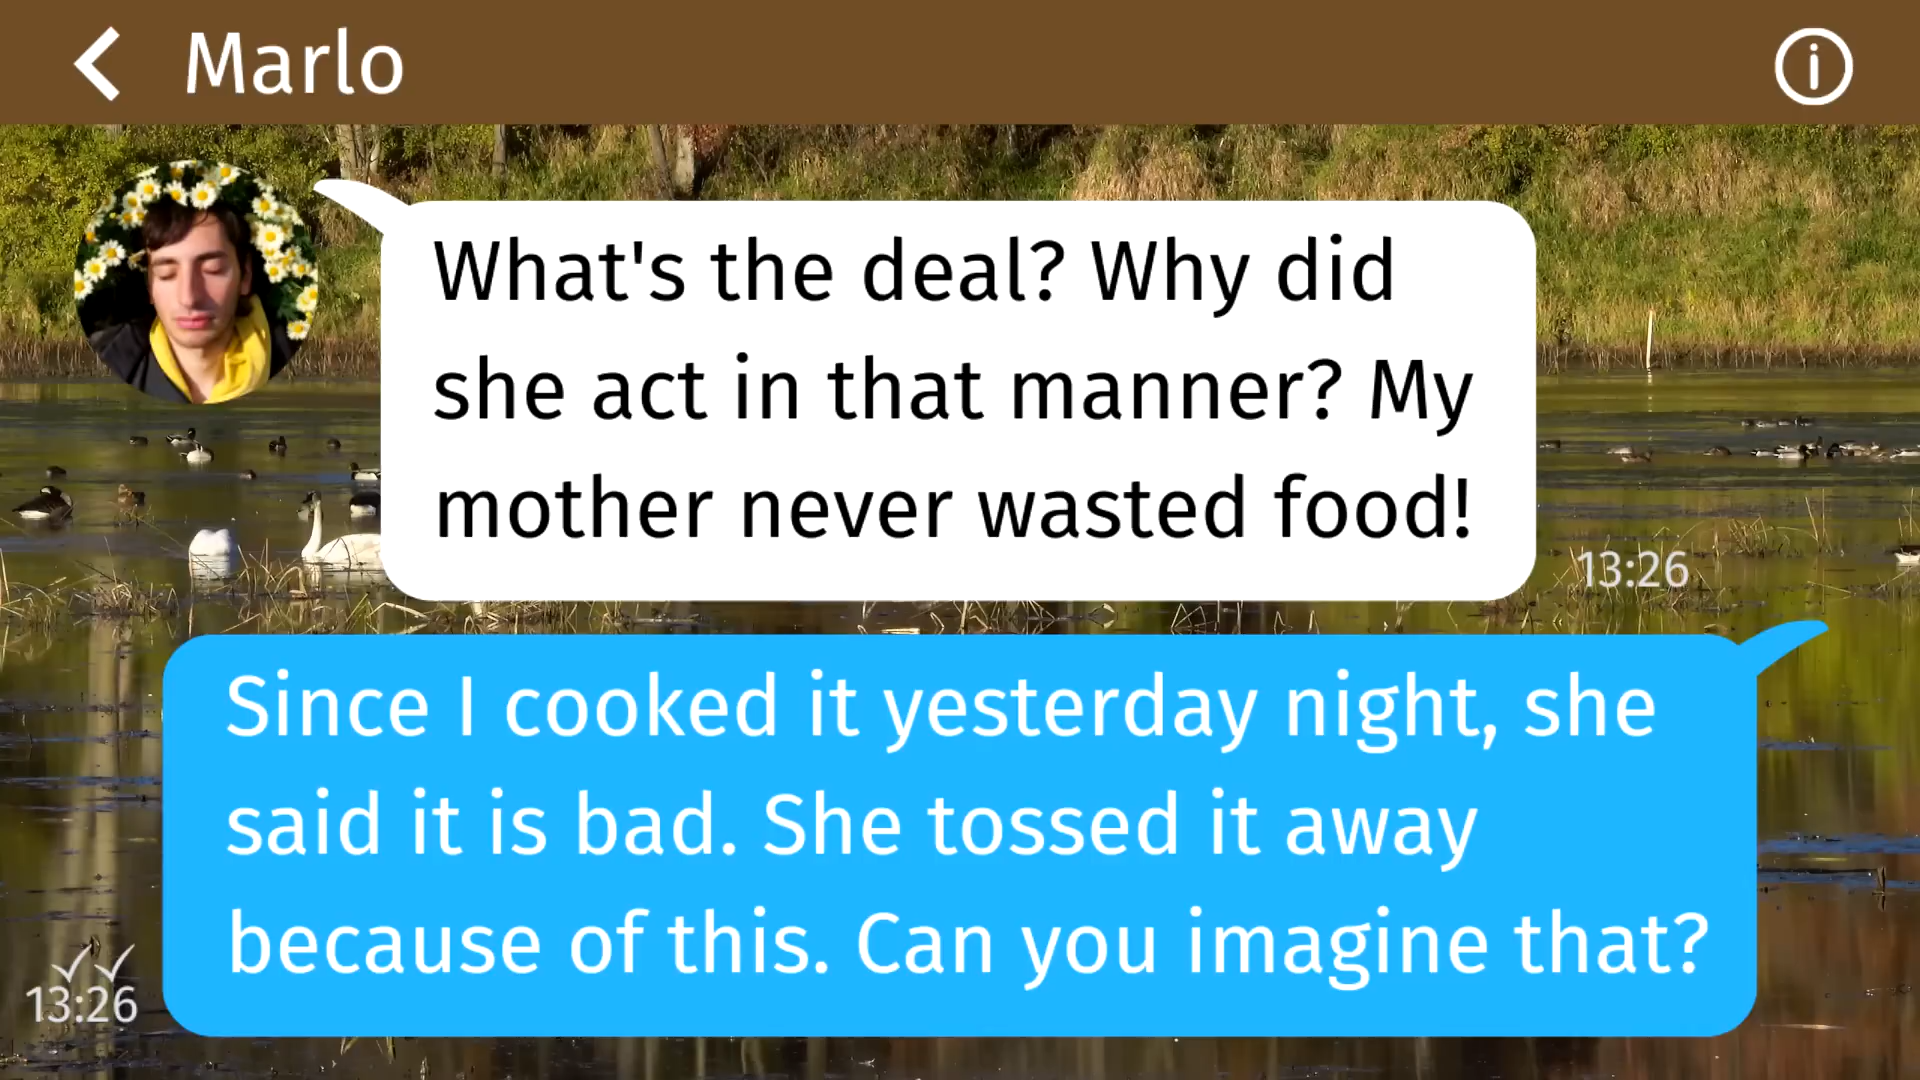 Marlo
What's the deal? Why did
she act in that manner? My
mother never wasted food!
13:26
Since I cooked it yesterday night, she
said it is bad. She tossed it away
because of this. Can you imagine that?
13:26